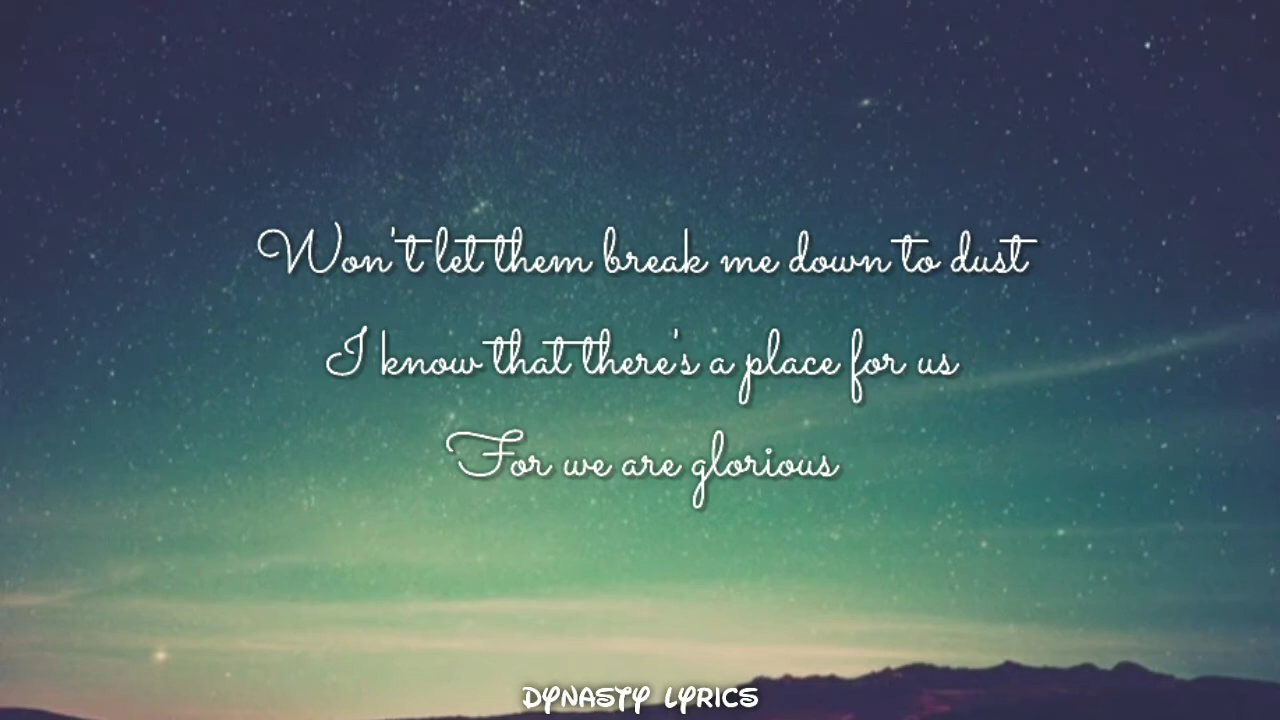 Won't let them break me down to dust
I know that there's a place for us
For we are glorious
DYNASTY LYRICS